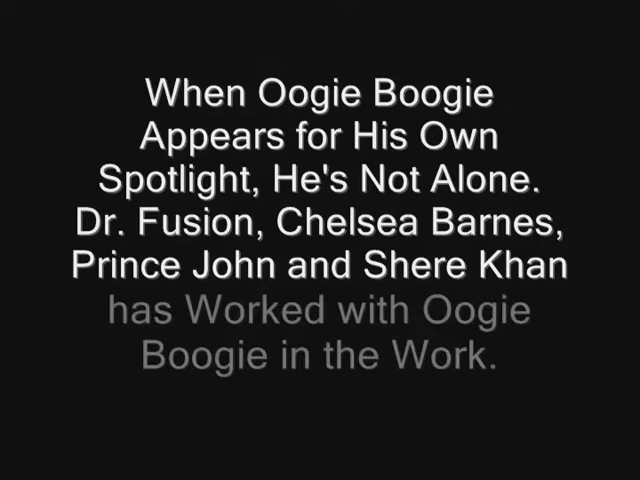 When Oogie Boogie
Appears for His Own
Spotlight, He's Not Alone.
Dr. Fusion, Chelsea Barnes,
Prince John and Shere Khan
has Worked with Oogie
Boogie in the Work.